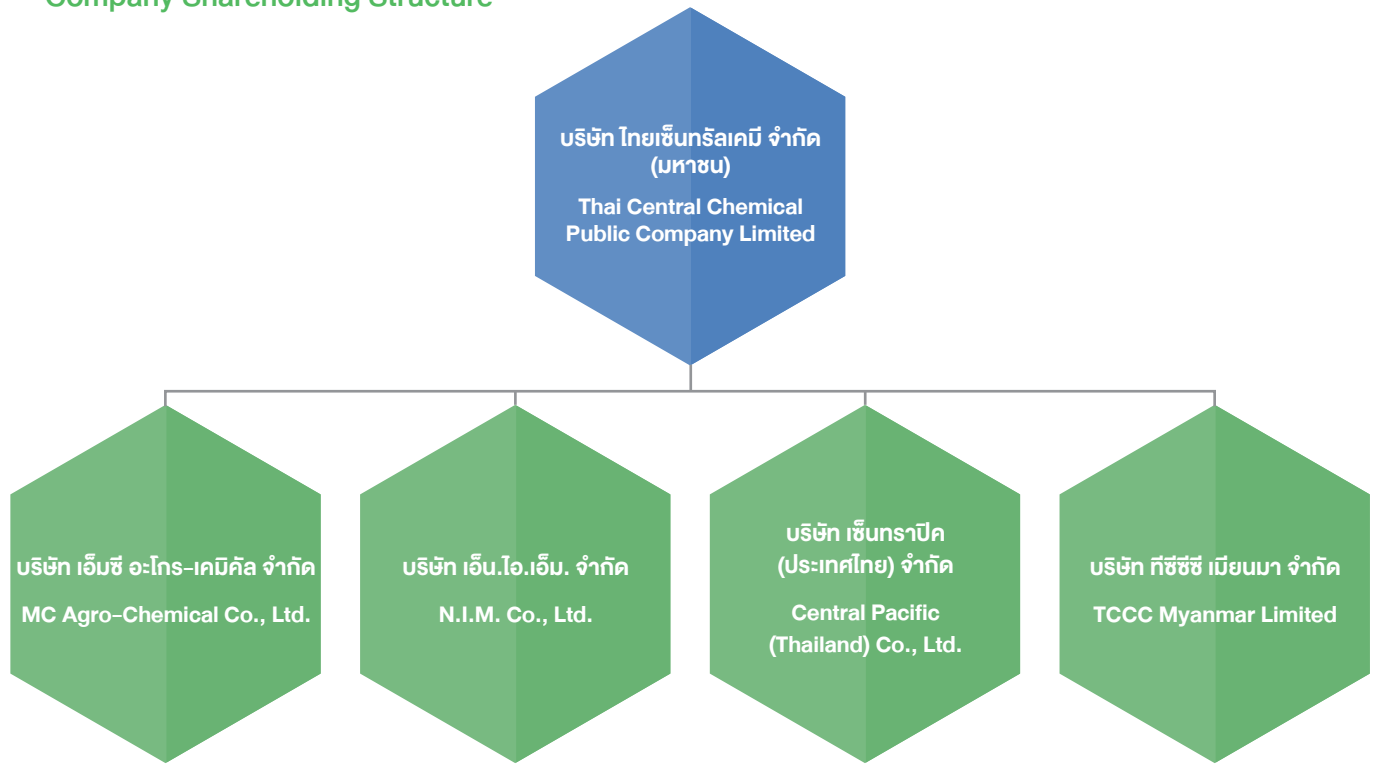 Company Shareholding Structure
บริษัท ไทยเซ็นทรัลเคมี จำกัด
(มหาชน)
Thai Central Chemical
Public Company Limited
บริษัท เอ็มซี อะโกร-เคมิคัล จำกัด
MC Agro-Chemical Co., Ltd.
บริษัท เอ็น.ไอ.เอ็ม. จำกัด
N.I.M. Co., Ltd.
บริษัท เซ็นทราปิค
(ประเทศไทย) จำกัด
Central Pacific
(Thailand) Co., Ltd.
บริษัท ทีซีซีซี เมียนมา จำกัด
TCCC Myanmar Limited